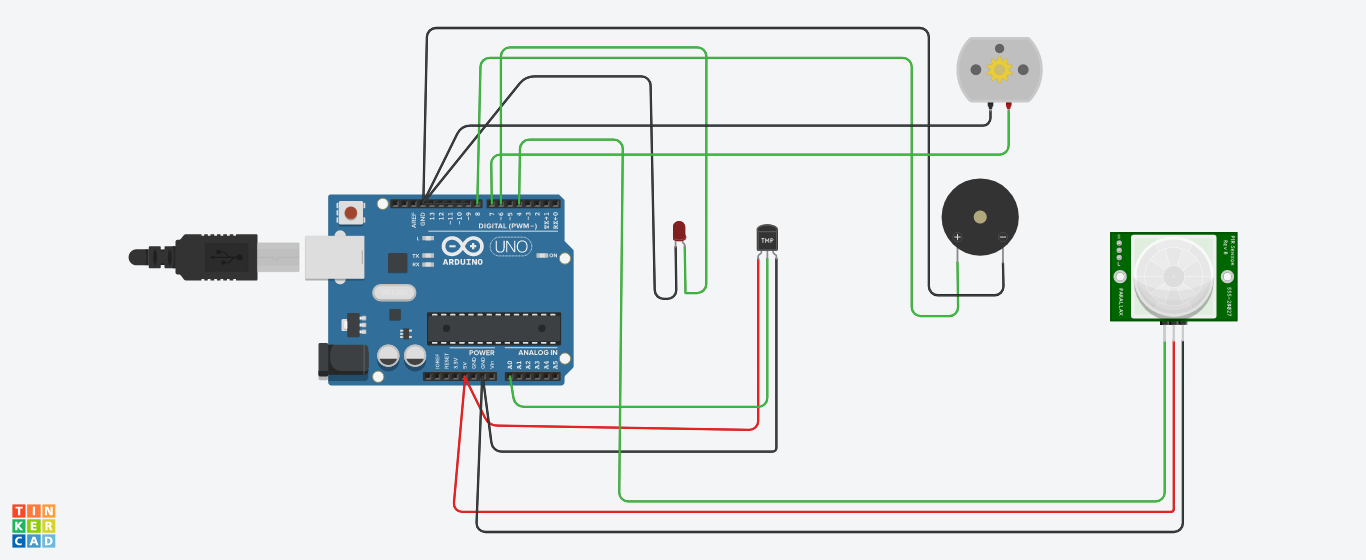 AREF
GND
13
12
~11
~10
~9
8
7
~6
~5
4
~3
2
TX→1
RX←0
DIGITAL (PWM~)
L
TX
RX
ARDUINO
UNO
ON
POWER
ANALOG IN
IOREF
RESET
3.3V
5V
GND
GND
Vin
A0
A1
A2
A3
A4
A5
TMP
+
PIR Sensor
Rev B
PARALLAX
555-28027
TIN
KER
CAD